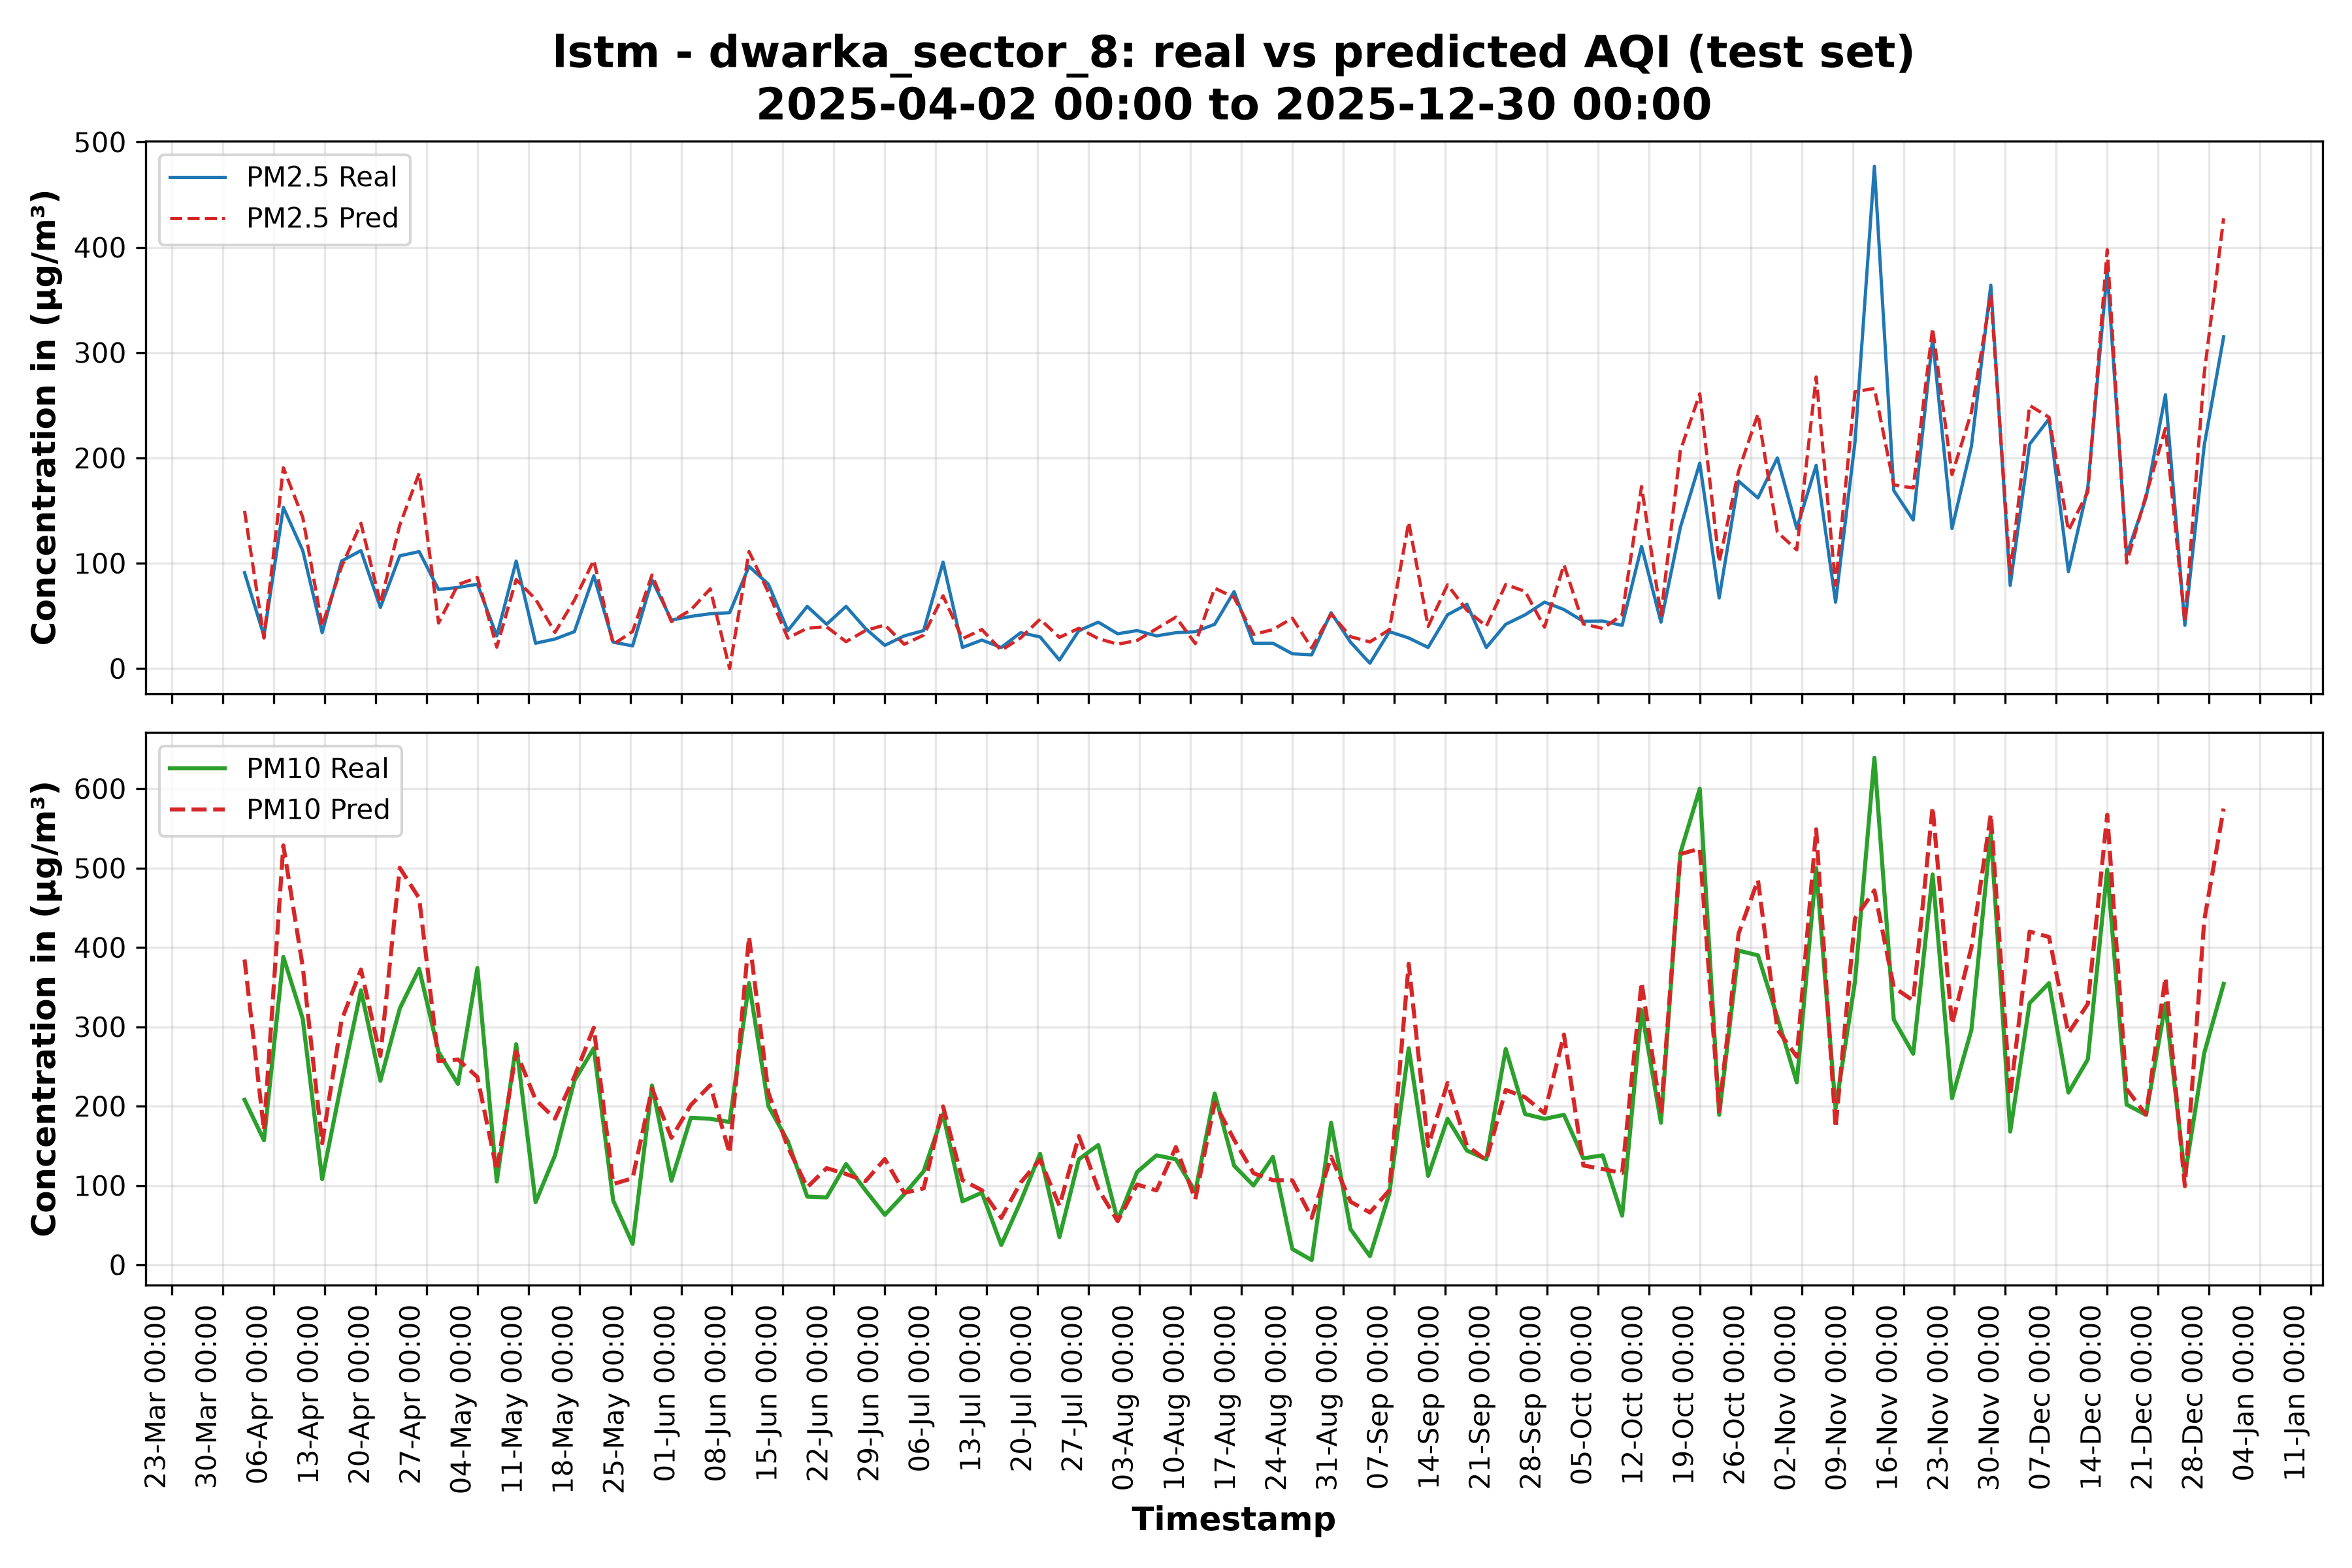 lstm - dwarka_sector_8: real vs predicted AQI (test set)
2025-04-02 00:00 to 2025-12-30 00:00
Concentration in (µg/m³)
500
400
300
200
100
0
PM2.5 Real
PM2.5 Pred
Concentration in (µg/m³)
600
500
400
300
200
100
0
PM10 Real
PM10 Pred
23-Mar 00:00
30-Mar 00:00
06-Apr 00:00
13-Apr 00:00
20-Apr 00:00
27-Apr 00:00
04-May 00:00
11-May 00:00
18-May 00:00
25-May 00:00
01-Jun 00:00
08-Jun 00:00
15-Jun 00:00
22-Jun 00:00
29-Jun 00:00
06-Jul 00:00
13-Jul 00:00
20-Jul 00:00
27-Jul 00:00
03-Aug 00:00
10-Aug 00:00
17-Aug 00:00
24-Aug 00:00
31-Aug 00:00
07-Sep 00:00
14-Sep 00:00
21-Sep 00:00
28-Sep 00:00
05-Oct 00:00
12-Oct 00:00
19-Oct 00:00
26-Oct 00:00
02-Nov 00:00
09-Nov 00:00
16-Nov 00:00
23-Nov 00:00
30-Nov 00:00
07-Dec 00:00
14-Dec 00:00
21-Dec 00:00
28-Dec 00:00
04-Jan 00:00
11-Jan 00:00
Timestamp